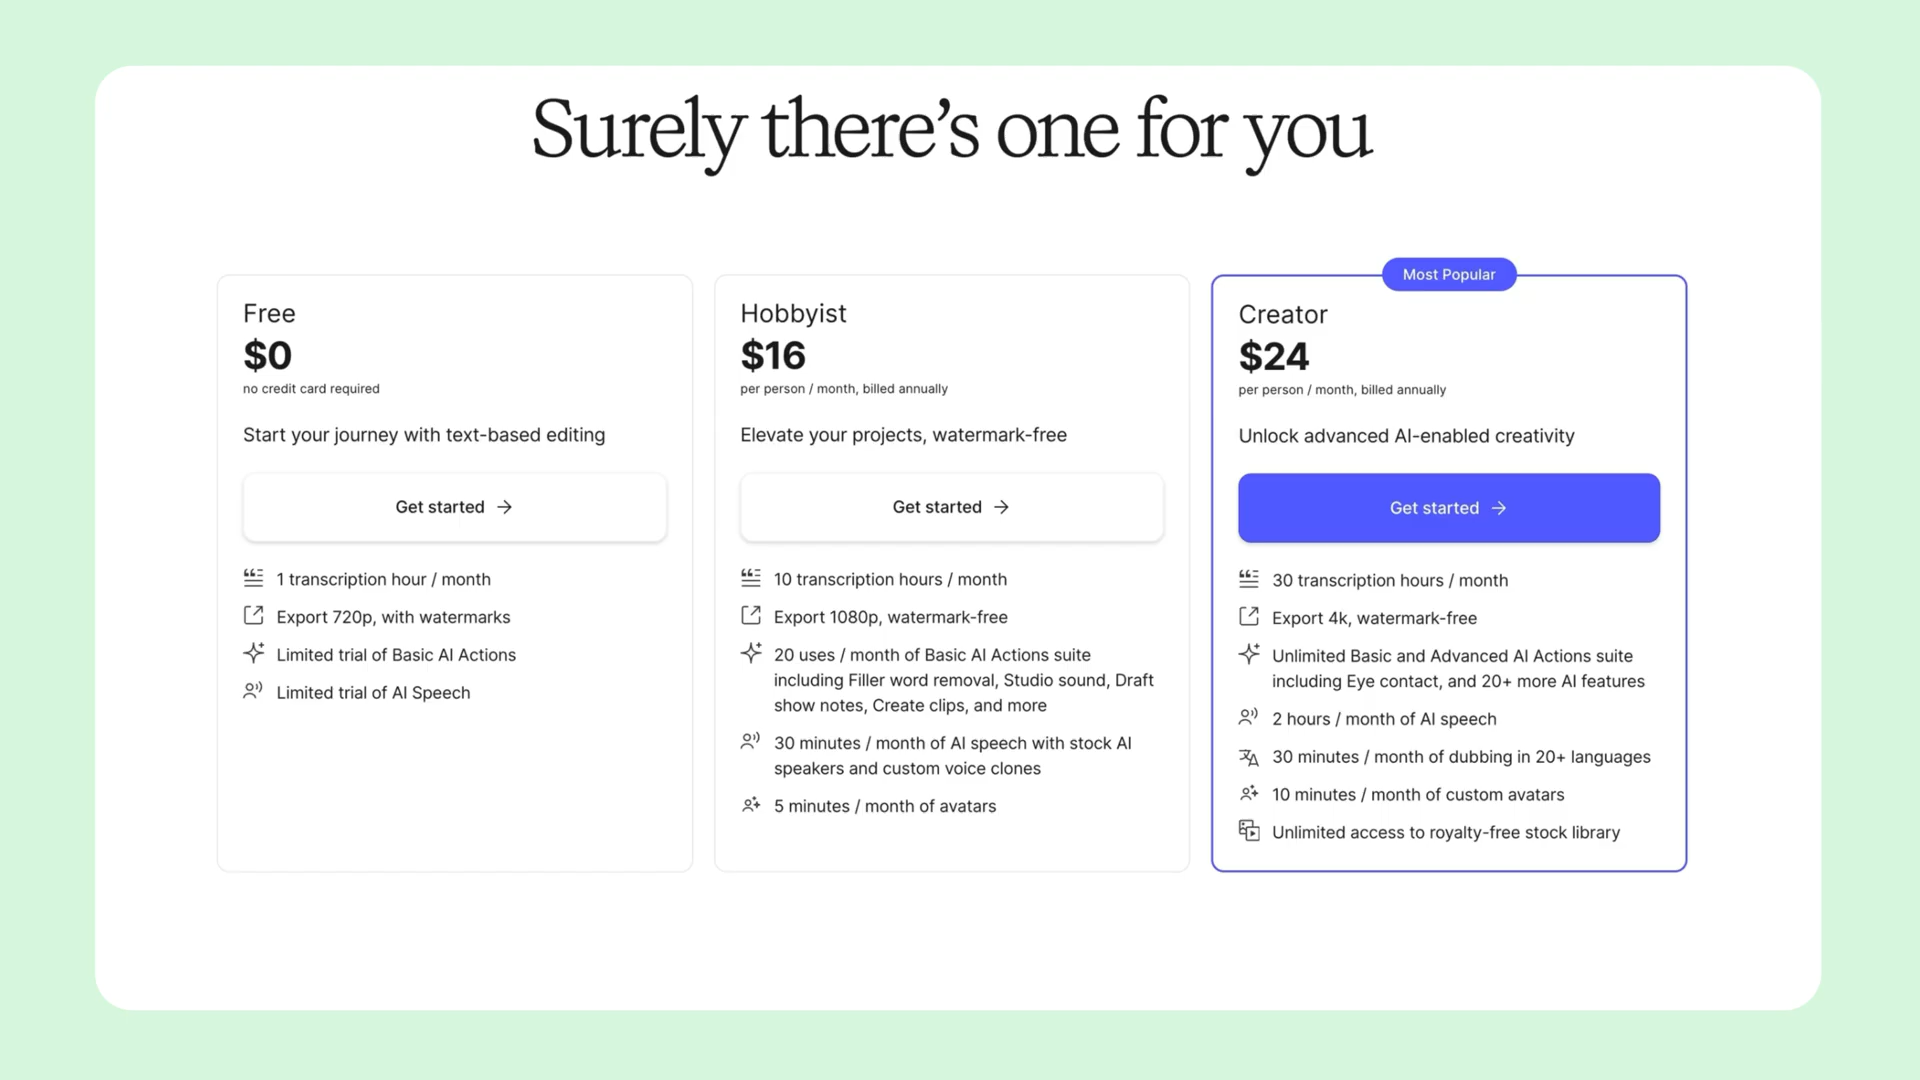 Surely there’s one for you
Free
$0
no credit card required
Start your journey with text-based editing
Get started
1 transcription hour / month
Export 720p, with watermarks
Limited trial of Basic AI Actions
Limited trial of AI Speech
Hobbyist
$16
per person / month, billed annually
Elevate your projects, watermark-free
Get started
10 transcription hours / month
Export 1080p, watermark-free
20 uses / month of Basic AI Actions suite
including Filler word removal, Studio sound, Draft
show notes, Create clips, and more
30 minutes / month of AI speech with stock AI
speakers and custom voice clones
5 minutes / month of avatars
Most Popular
Creator
$24
per person / month, billed annually
Unlock advanced AI-enabled creativity
Get started
30 transcription hours / month
Export 4k, watermark-free
Unlimited Basic and Advanced AI Actions suite
including Eye contact, and 20+ more AI features
2 hours / month of AI speech
30 minutes / month of dubbing in 20+ languages
10 minutes / month of custom avatars
Unlimited access to royalty-free stock library